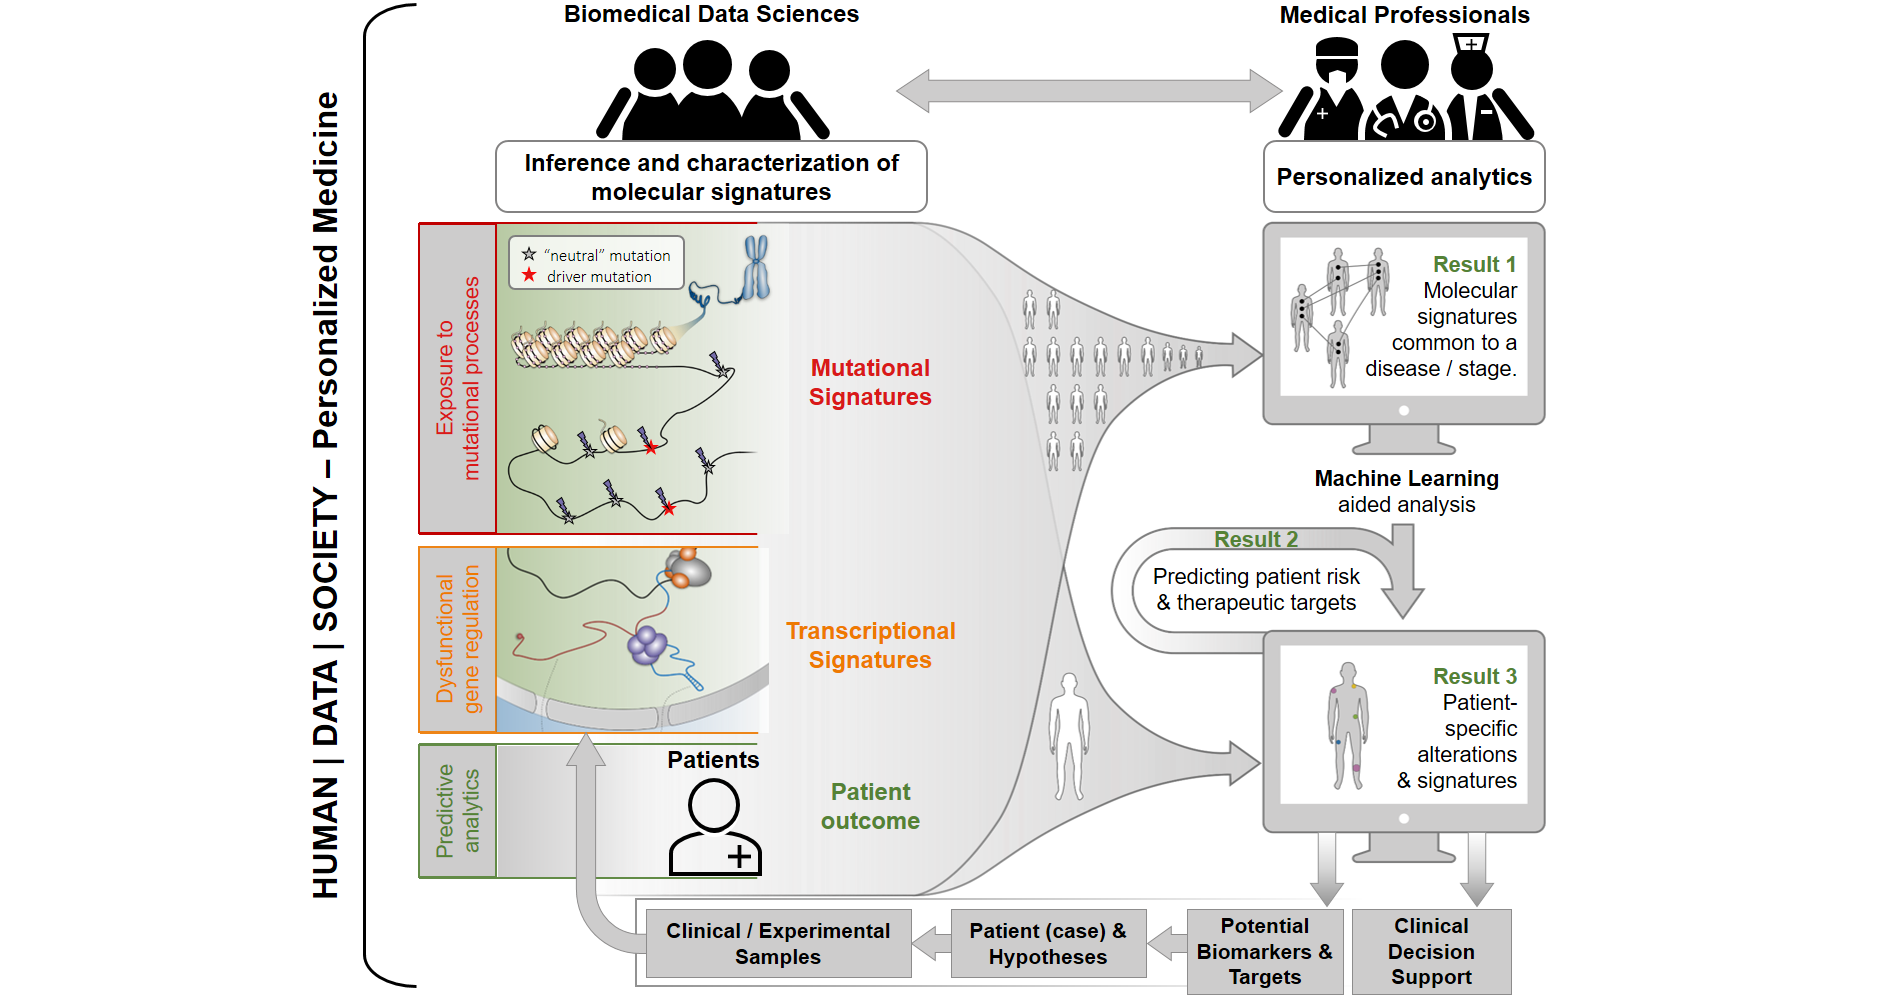 HUMAN | DATA | SOCIETY – Personalized Medicine
Biomedical Data Sciences
Medical Professionals
Inference and characterization of
molecular signatures
Personalized analytics
Exposure to
mutational processes
“neutral” mutation
driver mutation
Mutational
Signatures
Result 1
Molecular
signatures
common to a
disease / stage.
Machine Learning
aided analysis
Result 2
Predicting patient risk
& therapeutic targets
Dysfunctional
gene regulation
Transcriptional
Signatures
Result 3
Patient-
specific
alterations
& signatures
Predictive
analytics
Patients
Patient
outcome
Clinical / Experimental
Samples
Patient (case) &
Hypotheses
Potential
Biomarkers &
Targets
Clinical
Decision
Support